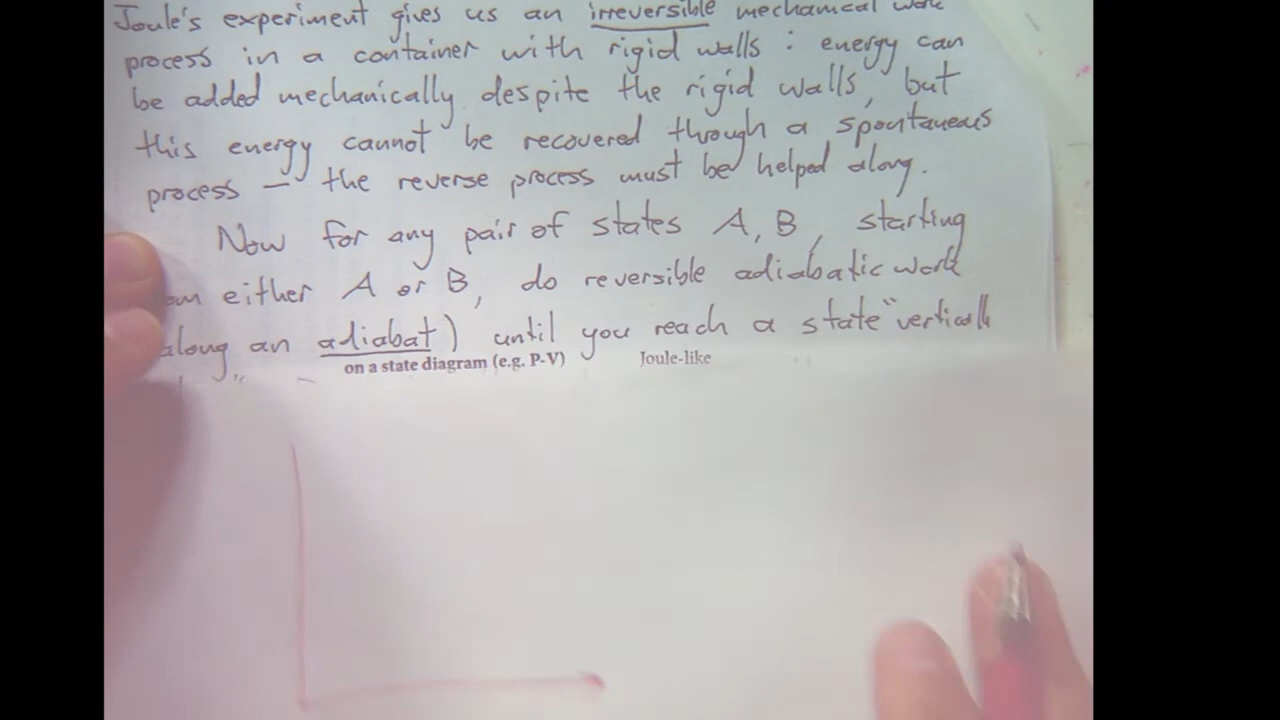 Joule's experiment gives us an irreversible mechanical work
process in a container with rigid walls : energy can
be added mechanically despite the rigid walls, but
this energy cannot be recovered through a spontaneous
process — the reverse process must be helped along.
Now for any pair of states A, B, starting
either A or B, do reversible adiabatic work
along an adiabat) until you reach a state "vertically
on a state diagram (e.g. P-V) Joule-like